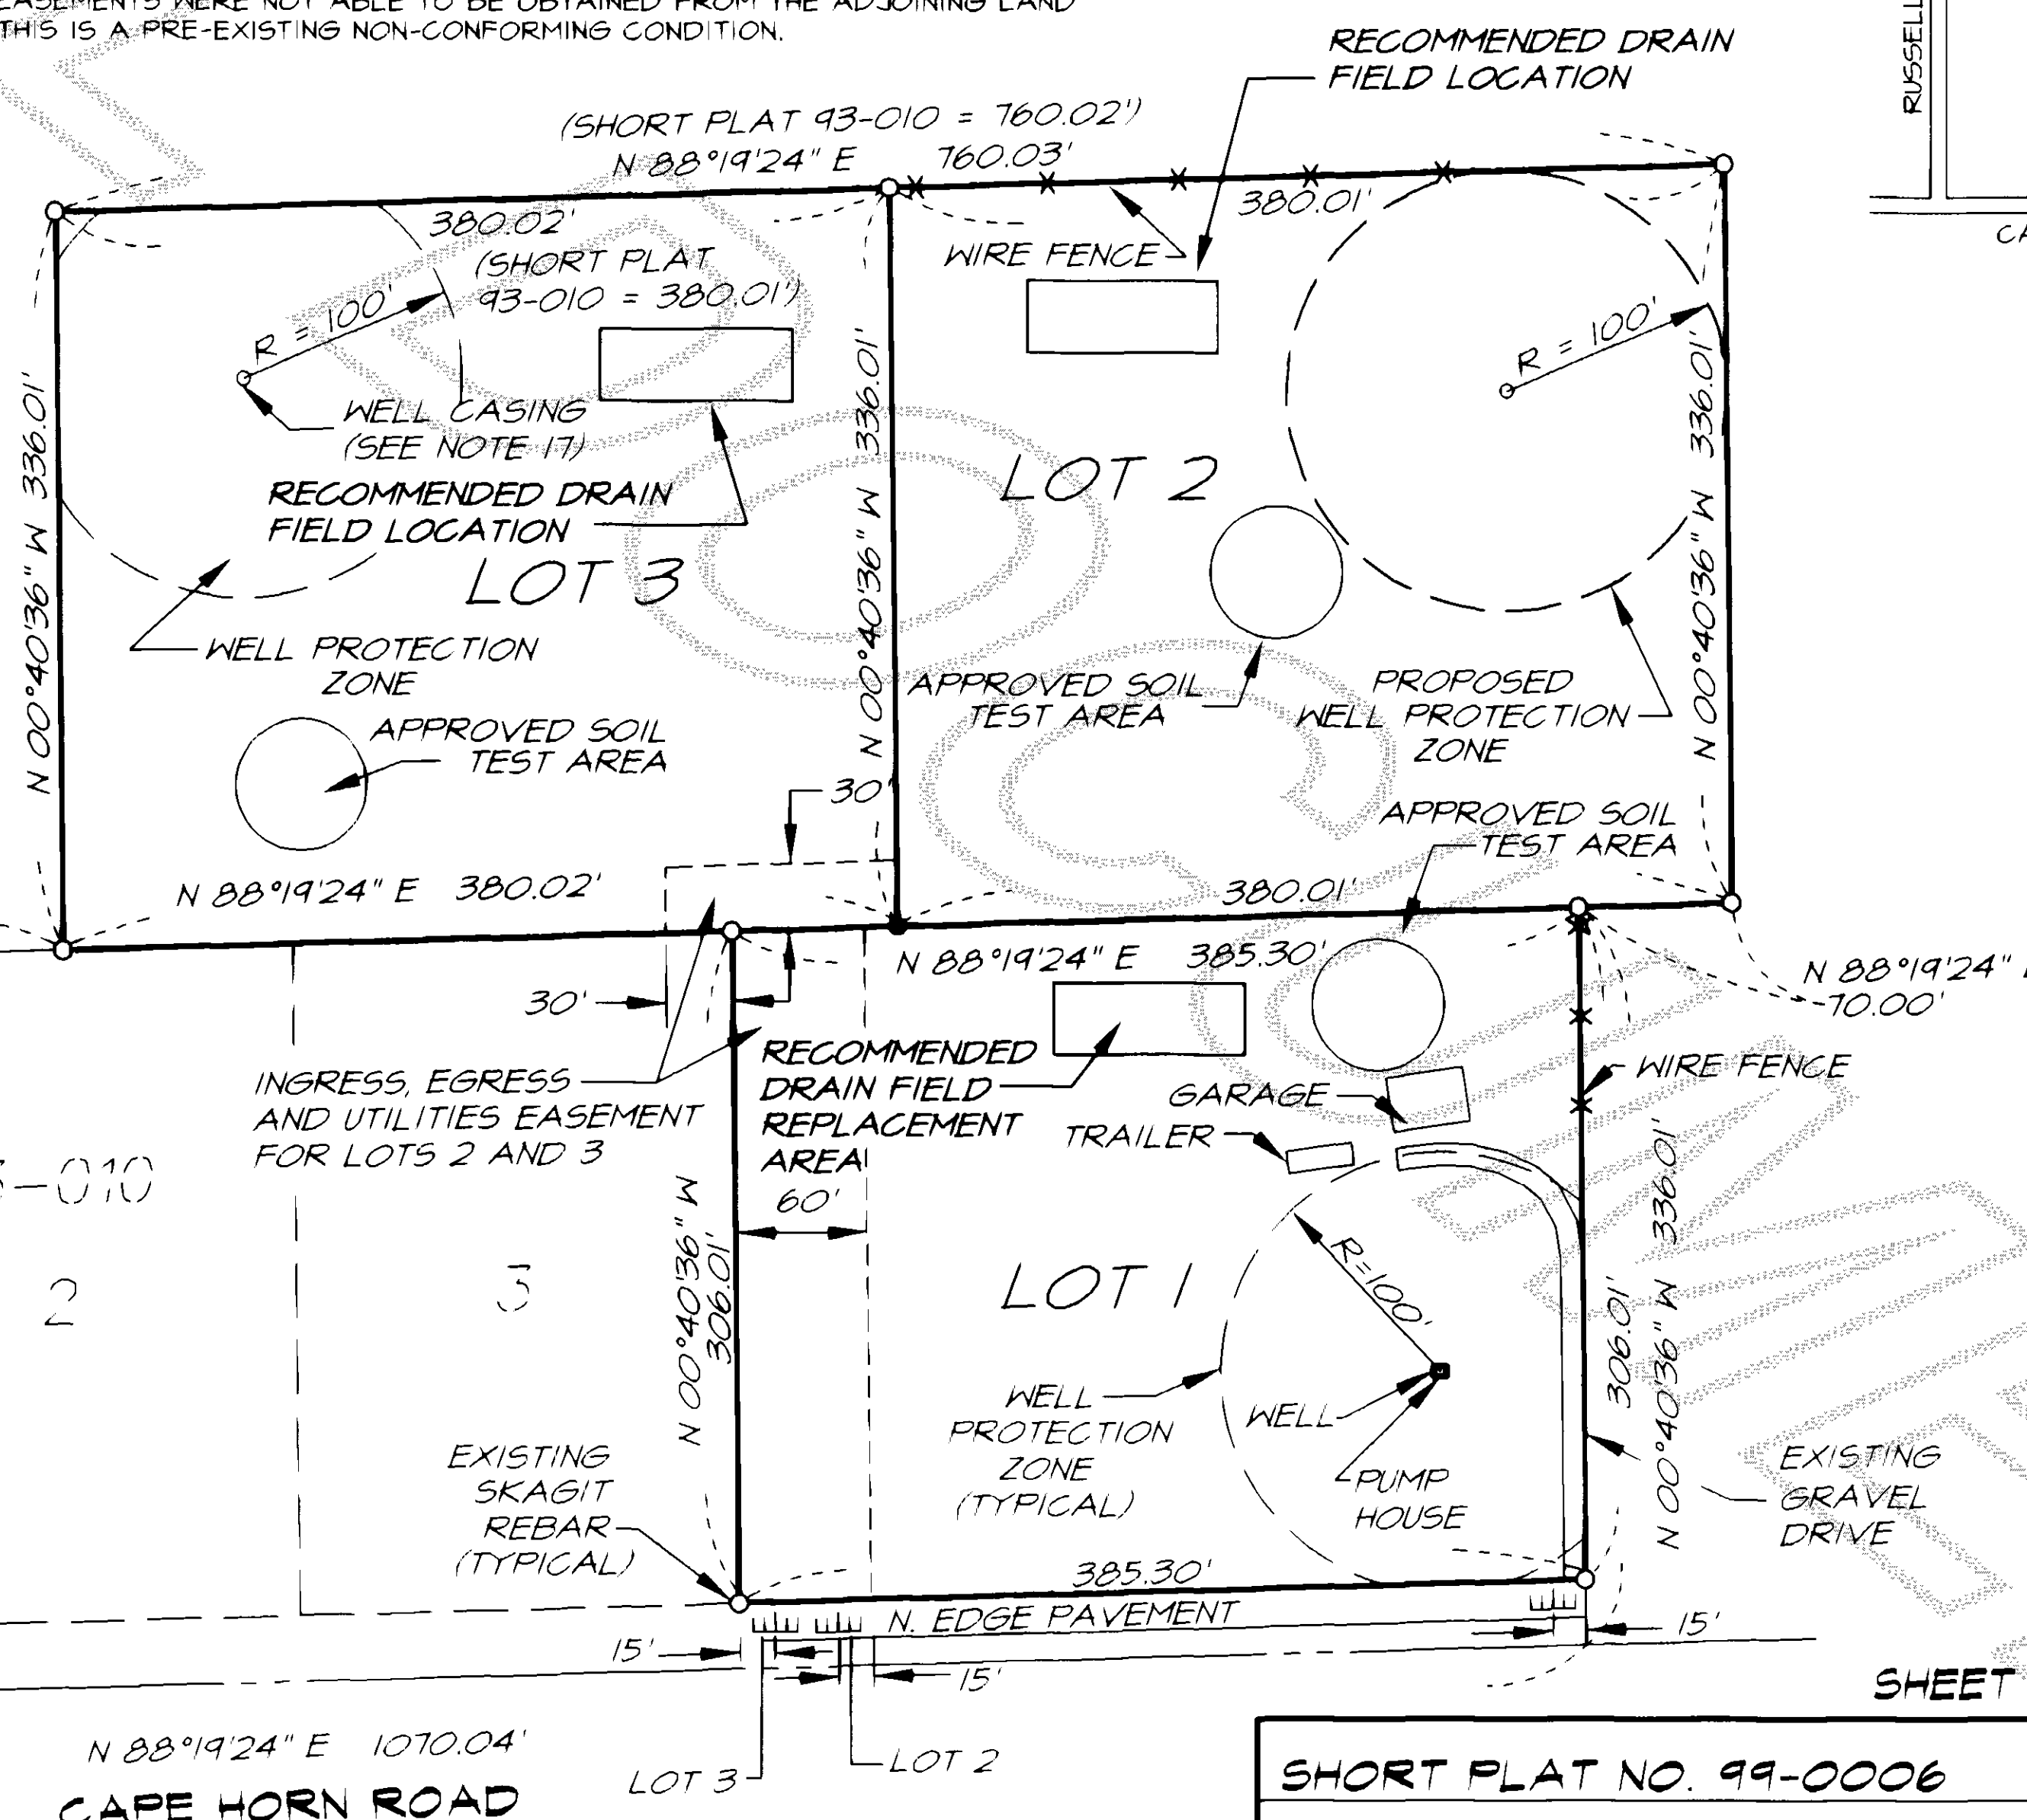 EASEMENTS WERE NOT ABLE TO BE OBTAINED FROM THE ADJOINING LAND
THIS IS A PRE-EXISTING NON-CONFORMING CONDITION.
RECOMMENDED DRAIN
FIELD LOCATION
RUSSELL
(SHORT PLAT 93-010 = 760.02')
N 88°19'24" E 760.03'
380.02'
(SHORT PLAT
93-010 = 380.01')
380.01'
WIRE FENCE
R = 100'
WELL CASING
(SEE NOTE 17)
RECOMMENDED DRAIN
FIELD LOCATION
LOT 3
N 00°40'36" W 336.01'
WELL PROTECTION
ZONE
APPROVED SOIL
TEST AREA
N 00°40'36" W 336.01'
LOT 2
R = 100'
N 00°40'36" W 336.01'
APPROVED SOIL
TEST AREA
PROPOSED
WELL PROTECTION
ZONE
30'
APPROVED SOIL
TEST AREA
N 88°19'24" E 380.02'
380.01'
N 88°19'24" E 385.30'
N 88°19'24"
70.00'
30'
INGRESS, EGRESS
AND UTILITIES EASEMENT
FOR LOTS 2 AND 3
RECOMMENDED
DRAIN FIELD
REPLACEMENT
AREA
60'
GARAGE
TRAILER
WIRE FENCE
-010
2
3
N 00°40'36" W
306.01'
LOT 1
R=100'
WELL
PROTECTION
ZONE
(TYPICAL)
WELL
PUMP
HOUSE
306.01'
N 00°40'36" W 336.01'
EXISTING
GRAVEL
DRIVE
EXISTING
SKAGIT
REBAR
(TYPICAL)
385.30'
N. EDGE PAVEMENT
15'
15'
15'
SHEET
N 88°19'24" E 1070.04'
CAPE HORN ROAD
LOT 3
LOT 2
SHORT PLAT NO. 99-0006